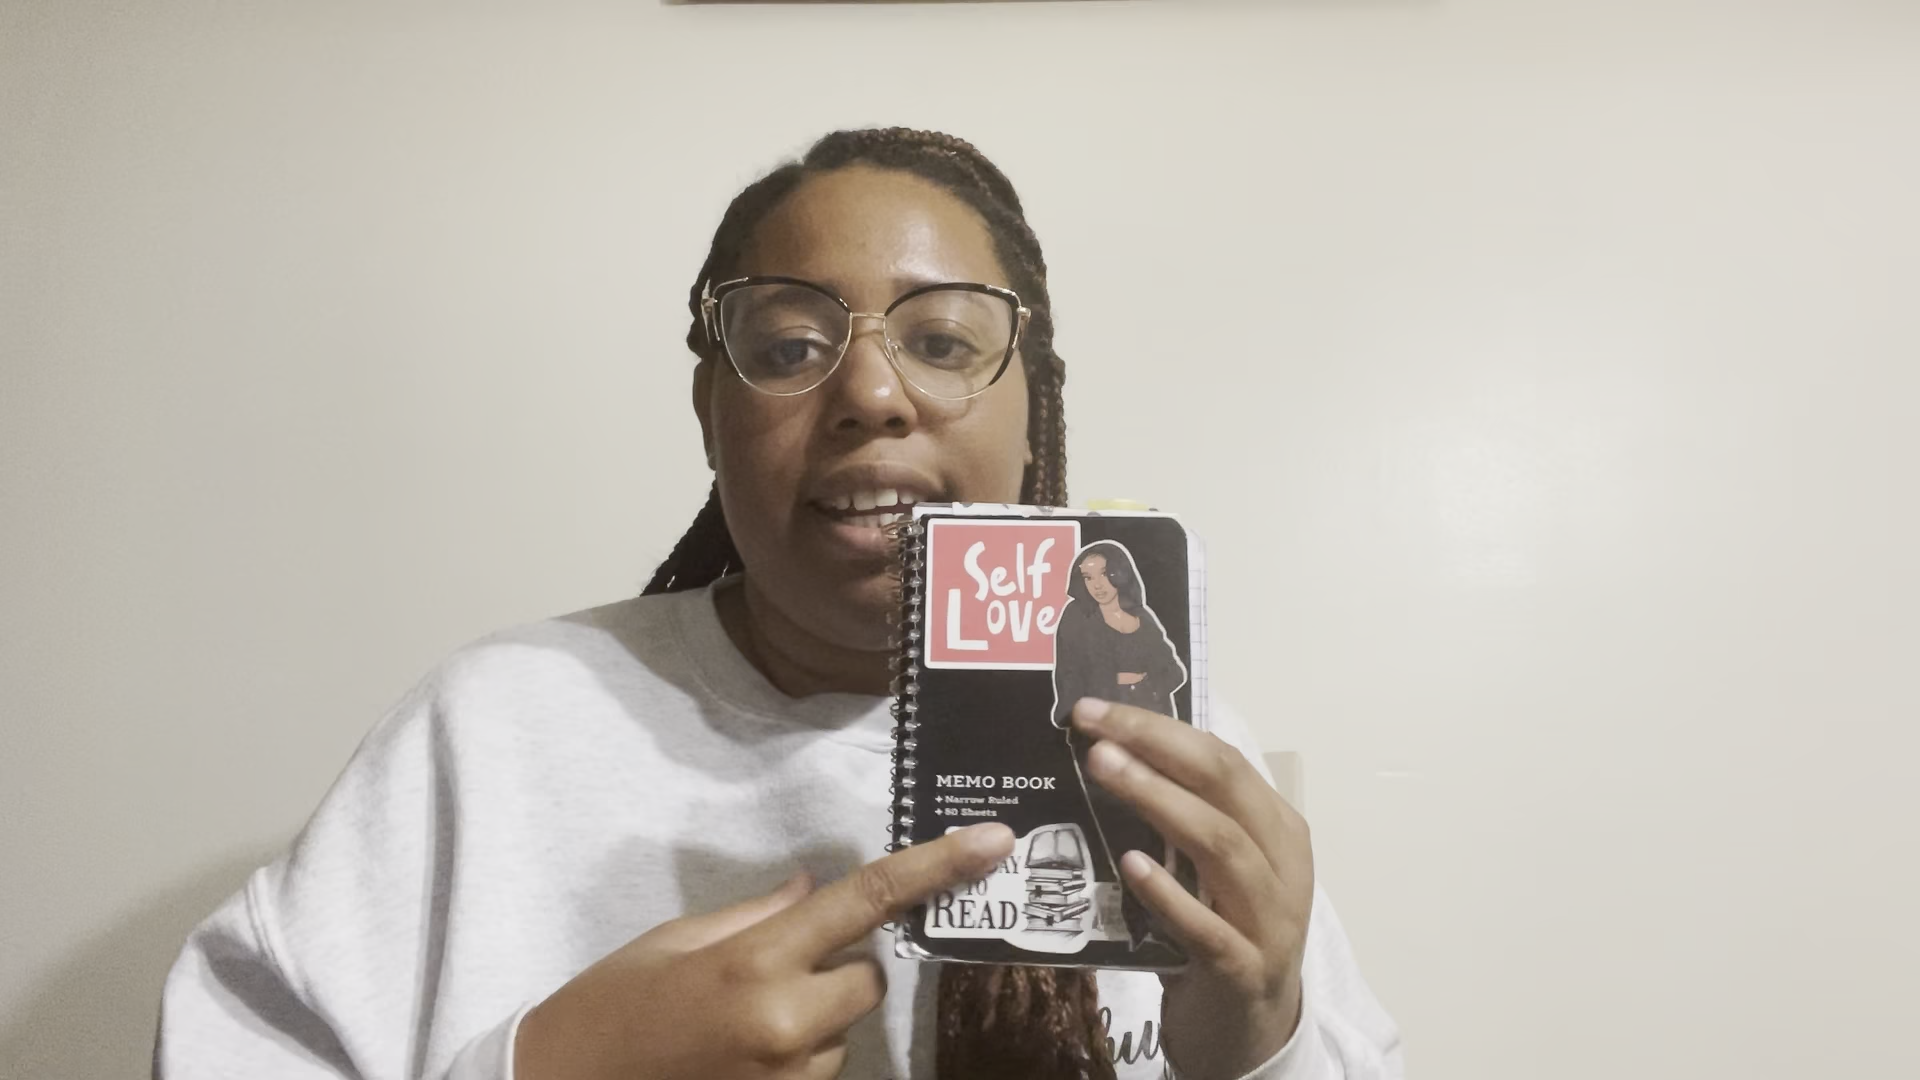 Self
Love
MEMO BOOK
+ Narrow Ruled
+ 80 Sheets
TO
READ